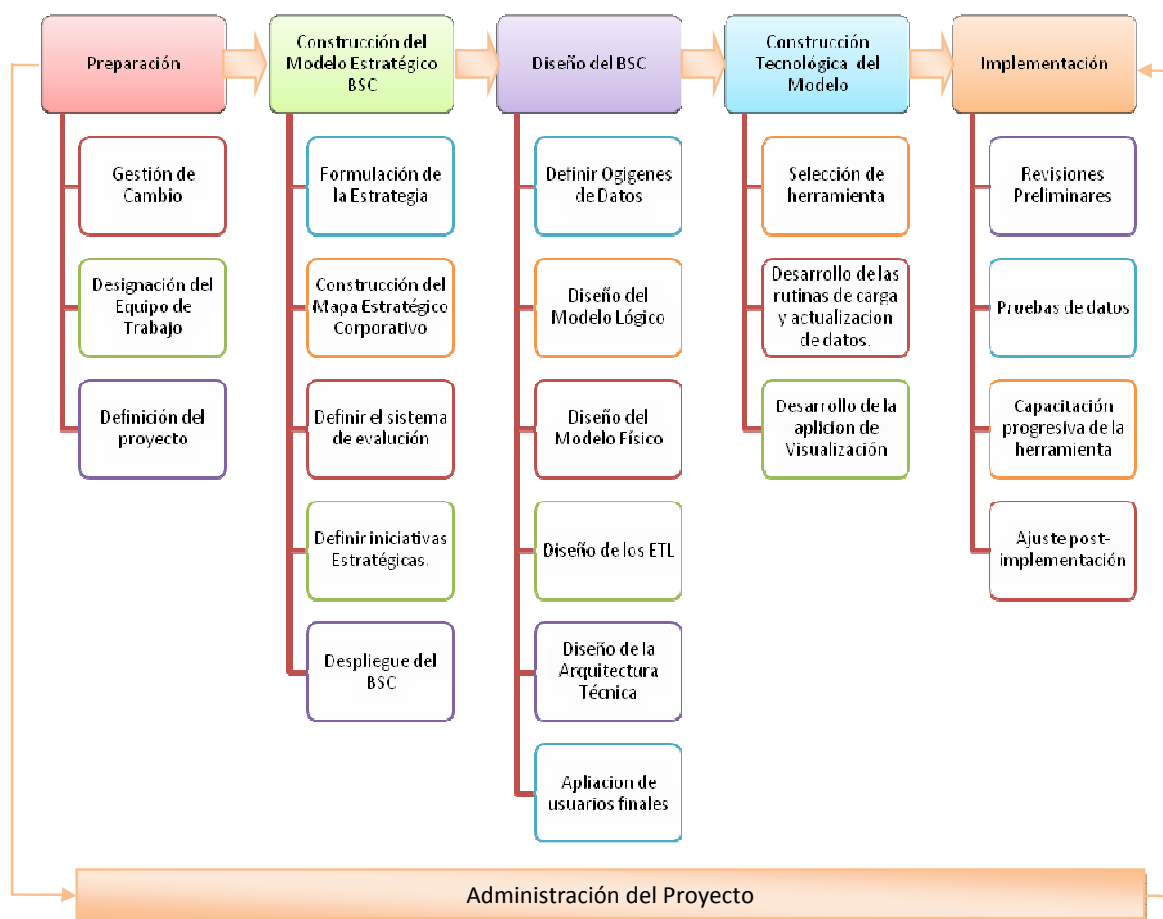 Preparación
Construcción del
Modelo Estratégico
BSC
Diseño del BSC
Construcción
Tecnológica del
Modelo
Implementación
Gestión de
Cambio
Designación del
Equipo de
Trabajo
Definición del
proyecto
Formulación de
la Estrategia
Construcción del
Mapa Estratégico
Corporativo
Definir el sistema
de evalución
Definir iniciativas
Estratégicas.
Despliegue del
BSC
Definir Ogigenes
de Datos
Diseño del
Modelo Lógico
Diseño del
Modelo Físico
Diseño de los ETL
Diseño de la
Arquitectura
Técnica
Apliacion de
usuarios finales
Selección de
herramienta
Desarrollo de las
rutinas de carga
y actualizacion
de datos.
Desarrollo de la
aplicion de
Visualización
Revisiones
Preliminares
Pruebas de datos
Capacitación
progresiva de la
herramienta
Ajuste post-
implementación
Administración del Proyecto